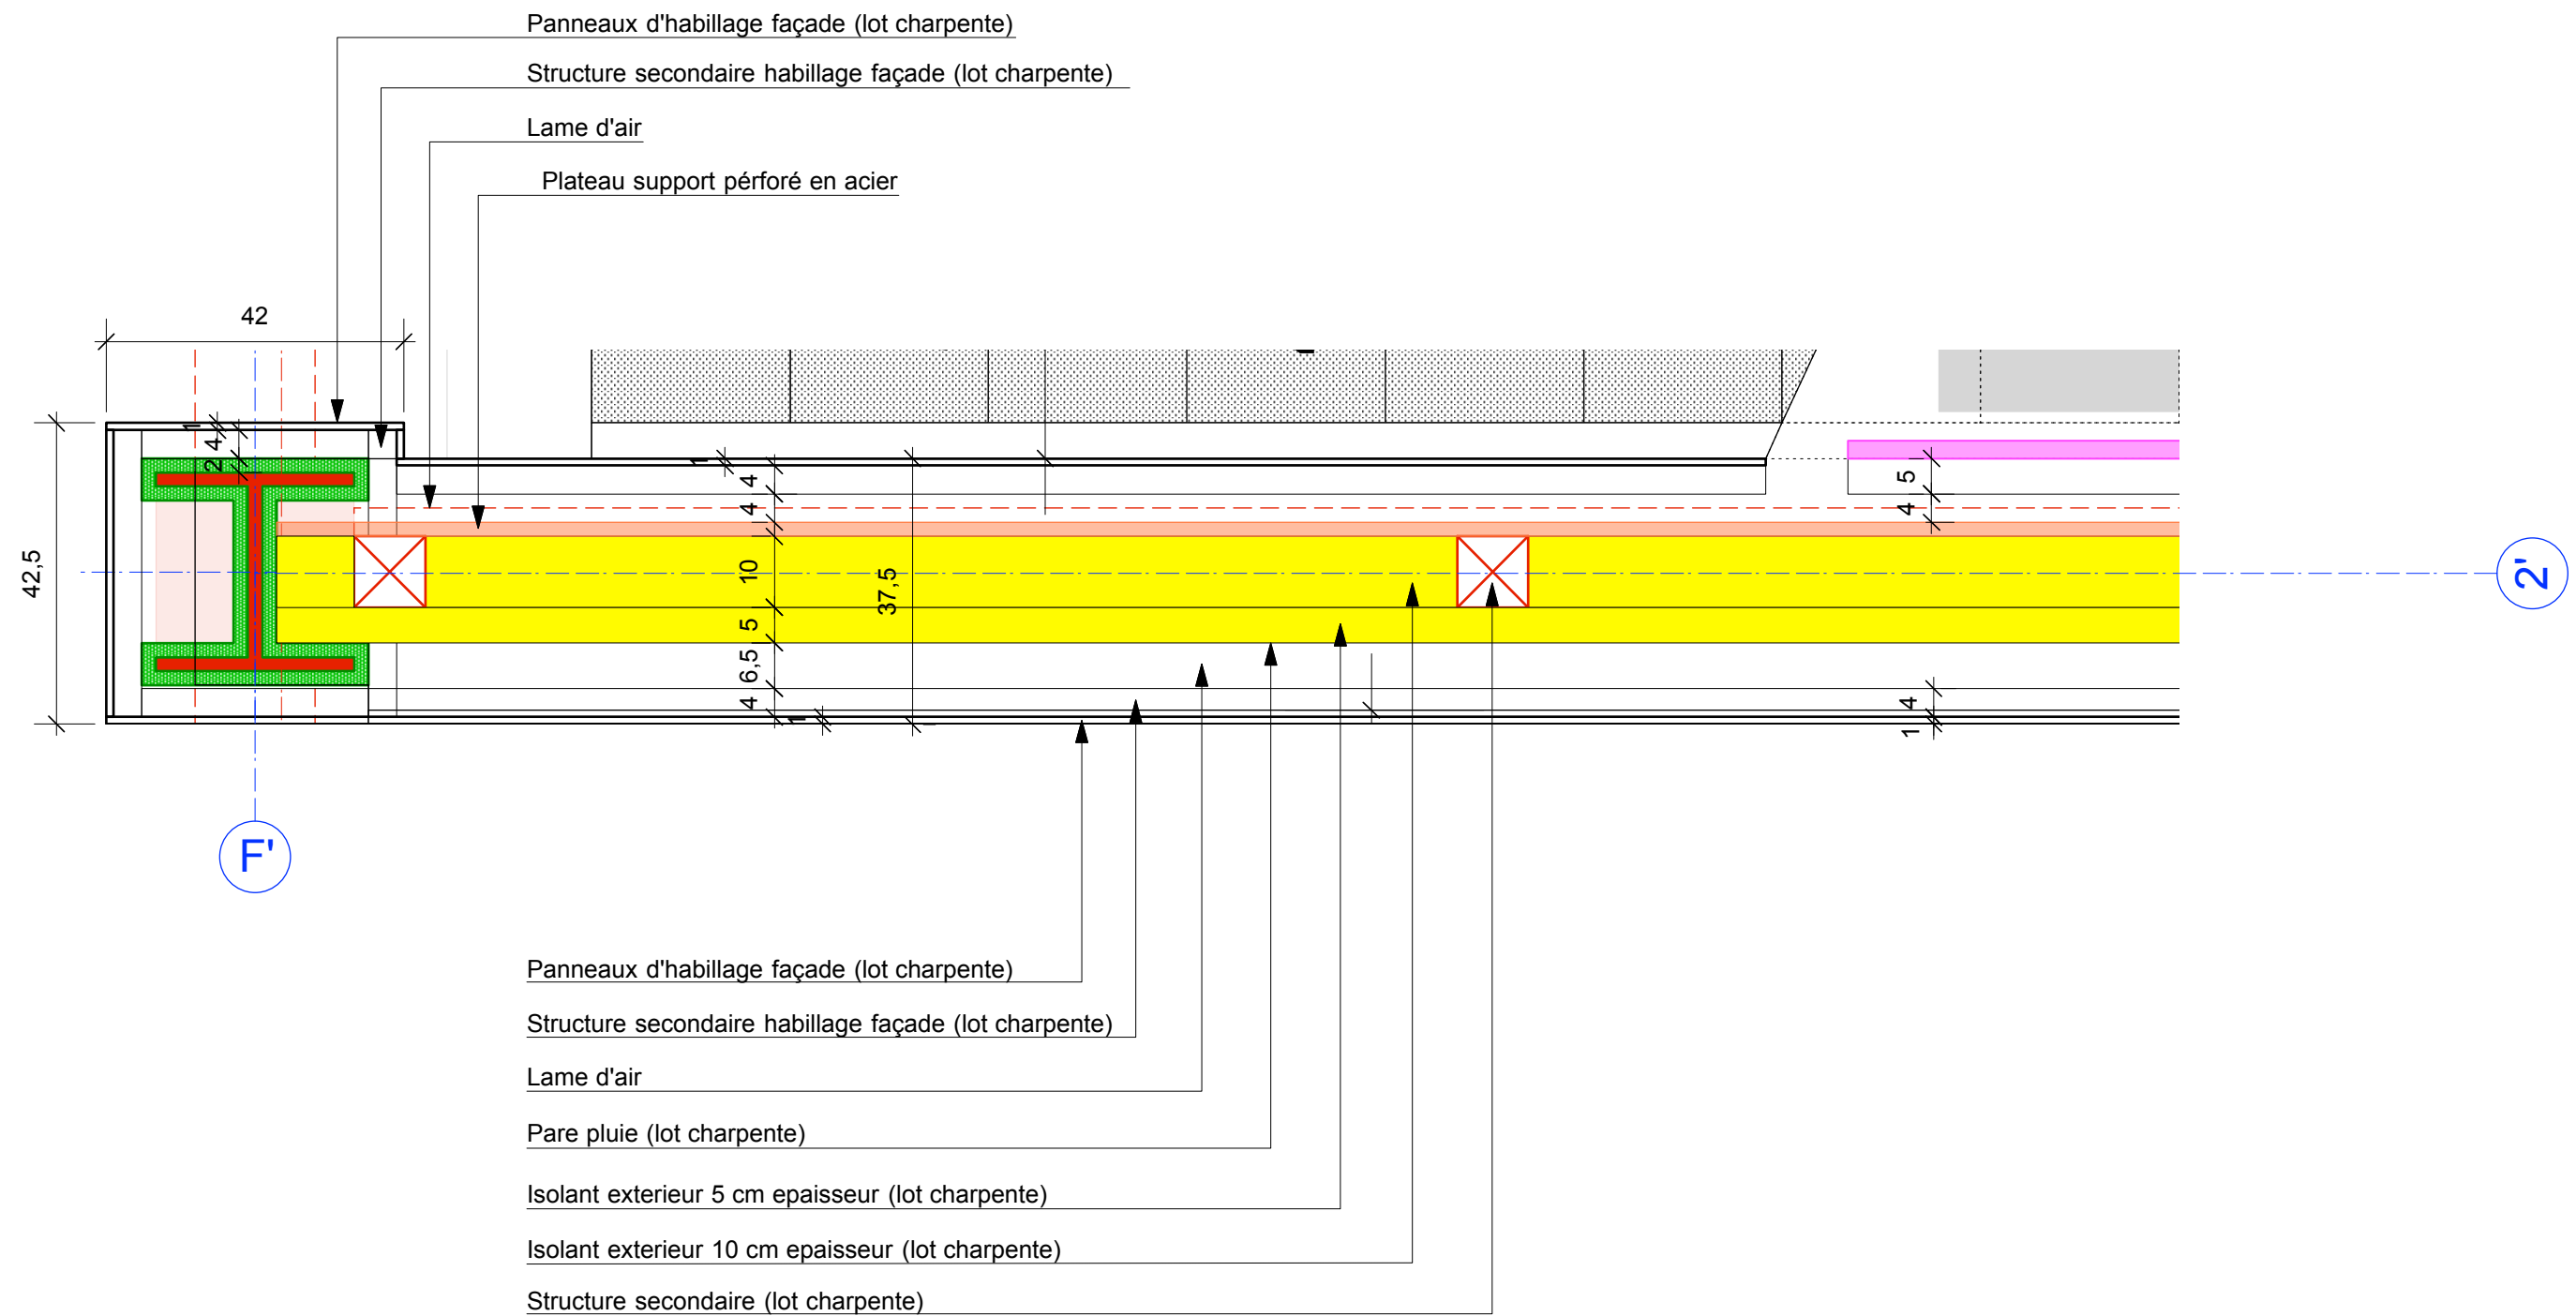 Panneaux d'habillage façade (lot charpente)
Structure secondaire habillage façade (lot charpente)
Lame d'air
Plateau support pérforé en acier
42
42,5
1
4
2
1
4
4
10
5
6,5
4
1
37,5
5
4
4
1
2'
F'
Panneaux d'habillage façade (lot charpente)
Structure secondaire habillage façade (lot charpente)
Lame d'air
Pare pluie (lot charpente)
Isolant exterieur 5 cm epaisseur (lot charpente)
Isolant exterieur 10 cm epaisseur (lot charpente)
Structure secondaire (lot charpente)